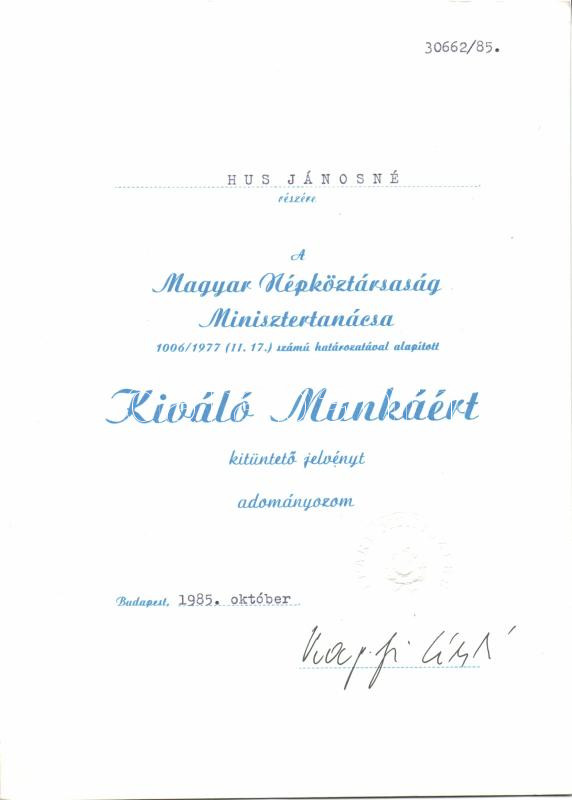 30662/85.
HUS JÁNOSNÉ
részére
A
Magyar Népköztársaság
Minisztertanácsa
1006/1977 (II. 17.) számú határozatával alapított
Kiváló Munkáért
kitüntető jelvényt
adományozom
Budapest, 1985. október